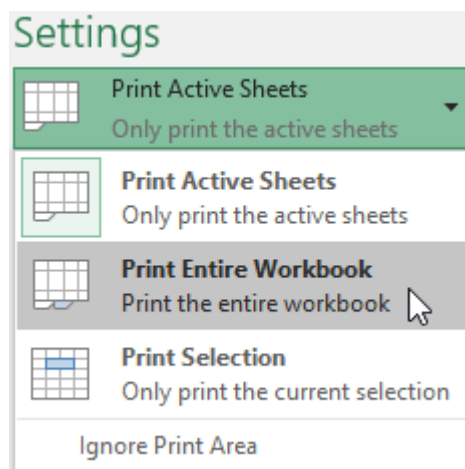 Settings
Print Active Sheets
Only print the active sheets
Print Active Sheets
Only print the active sheets
Print Entire Workbook
Print the entire workbook
Print Selection
Only print the current selection
Ignore Print Area